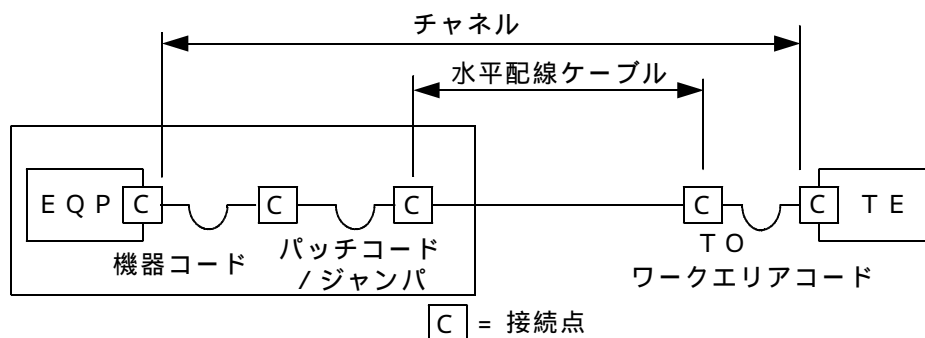 チャネル
水平配線ケーブル
EQP C C C C C TE
TO
機器コード
パッチコード
/ジャンパ
ワークエリアコード
C = 接続点